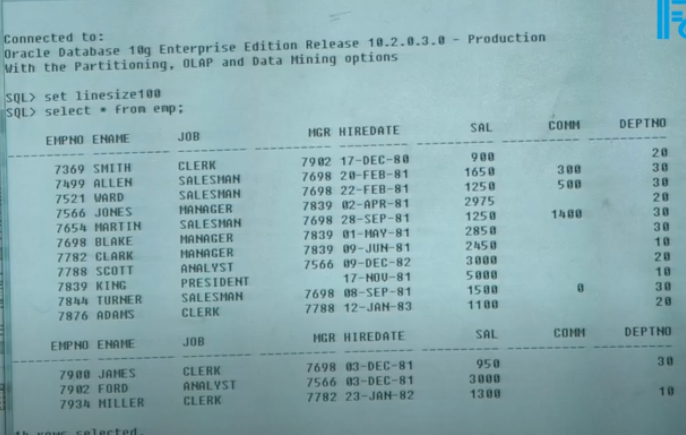 Connected to:
Oracle Database 10g Enterprise Edition Release 10.2.0.3.0 - Production
With the Partitioning, OLAP and Data Mining options
SQL> set linesize100
SQL> select * from emp;
EMPNO ENAME JOB MGR HIREDATE SAL COMM DEPTNO
7369 SMITH CLERK 7902 17-DEC-80 900 20
7499 ALLEN SALESMAN 7698 20-FEB-81 1650 300 30
7521 WARD SALESMAN 7698 22-FEB-81 1250 500 30
7566 JONES MANAGER 7839 02-APR-81 2975 20
7654 MARTIN SALESMAN 7698 28-SEP-81 1250 1400 30
7698 BLAKE MANAGER 7839 01-MAY-81 2850 30
7782 CLARK MANAGER 7839 09-JUN-81 2450 10
7788 SCOTT ANALYST 7566 09-DEC-82 3000 20
7839 KING PRESIDENT 17-NOV-81 5000 10
7844 TURNER SALESMAN 7698 08-SEP-81 1500 0 30
7876 ADAMS CLERK 7788 12-JAN-83 1100 20
EMPNO ENAME JOB MGR HIREDATE SAL COMM DEPTNO
7900 JAMES CLERK 7698 03-DEC-81 950 30
7902 FORD ANALYST 7566 03-DEC-81 3000
7934 MILLER CLERK 7782 23-JAN-82 1300 10
14 rows selected.